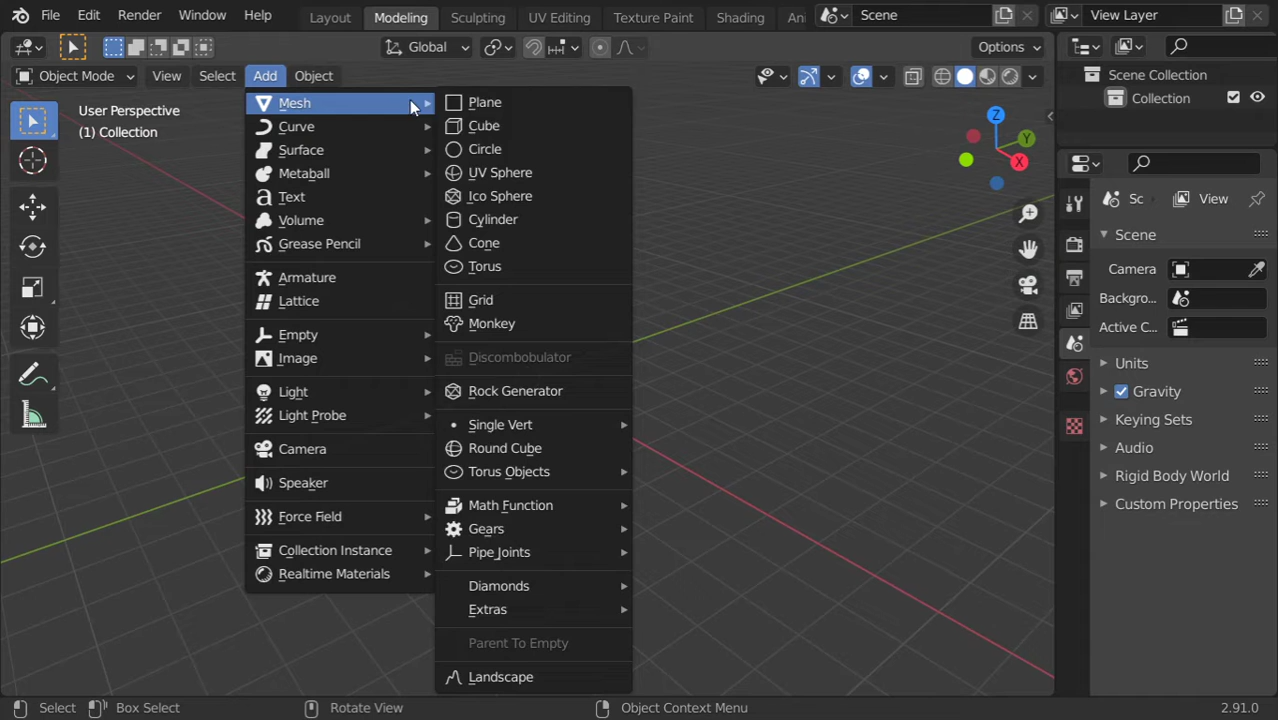 File Edit Render Window Help Layout Modeling Sculpting UV Editing Texture Paint Shading An Scene View Layer
Global Options
Object Mode View Select Add Object
Scene Collection
Collection
User Perspective
(1) Collection
Z
Y
X
Mesh
Curve
Surface
Metaball
Text
Volume
Grease Pencil
Armature
Lattice
Empty
Image
Light
Light Probe
Camera
Speaker
Force Field
Collection Instance
Realtime Materials
Plane
Cube
Circle
UV Sphere
Ico Sphere
Cylinder
Cone
Torus
Grid
Monkey
Discombobulator
Rock Generator
Single Vert
Round Cube
Torus Objects
Math Function
Gears
Pipe Joints
Diamonds
Extras
Parent To Empty
Landscape
Sc View
Scene
Camera
Backgro...
Active C...
Units
Gravity
Keying Sets
Audio
Rigid Body World
Custom Properties
Select Box Select Rotate View Object Context Menu 2.91.0